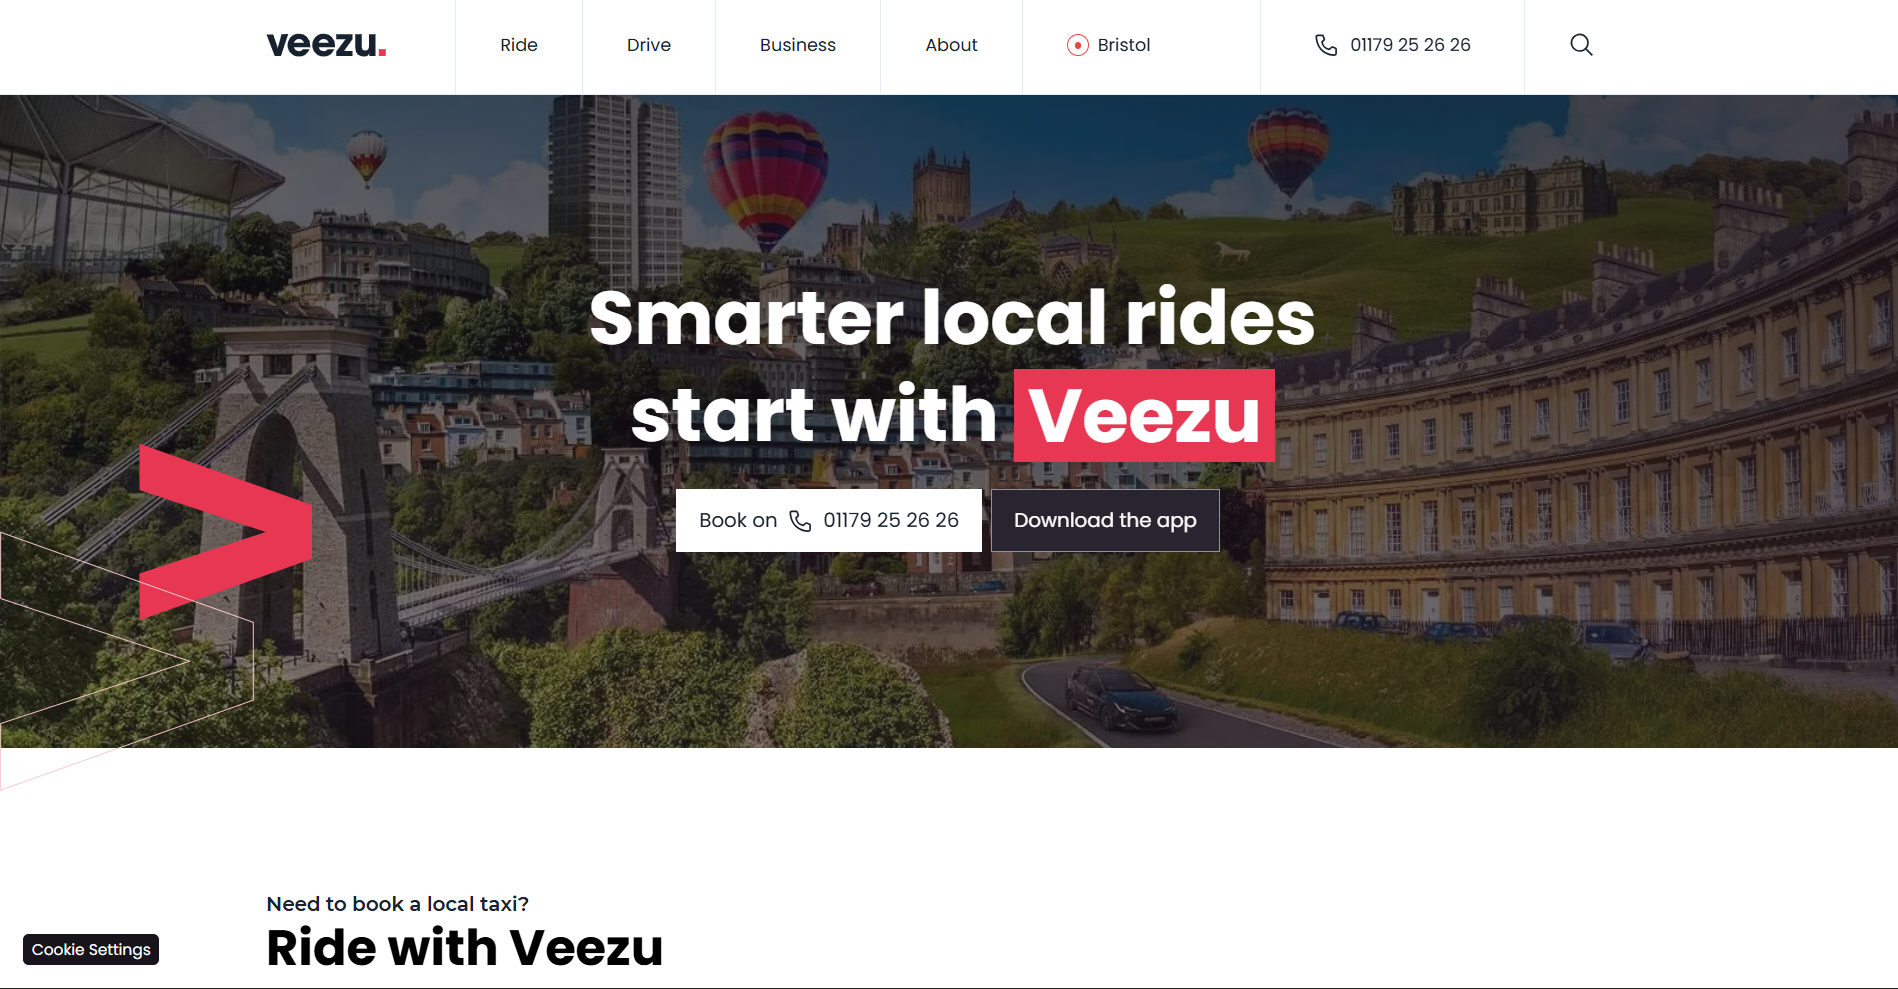 veezu.
Ride
Drive
Business
About
Bristol
01179 25 26 26
Smarter local rides
start with Veezu
Book on 01179 25 26 26
Download the app
Need to book a local taxi?
Ride with Veezu
Cookie Settings